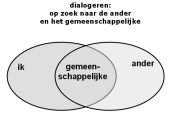 dialogeren:
op zoek naar de ander
en het gemeenschappelijke
ik
gemeen-
schappelijke
ander